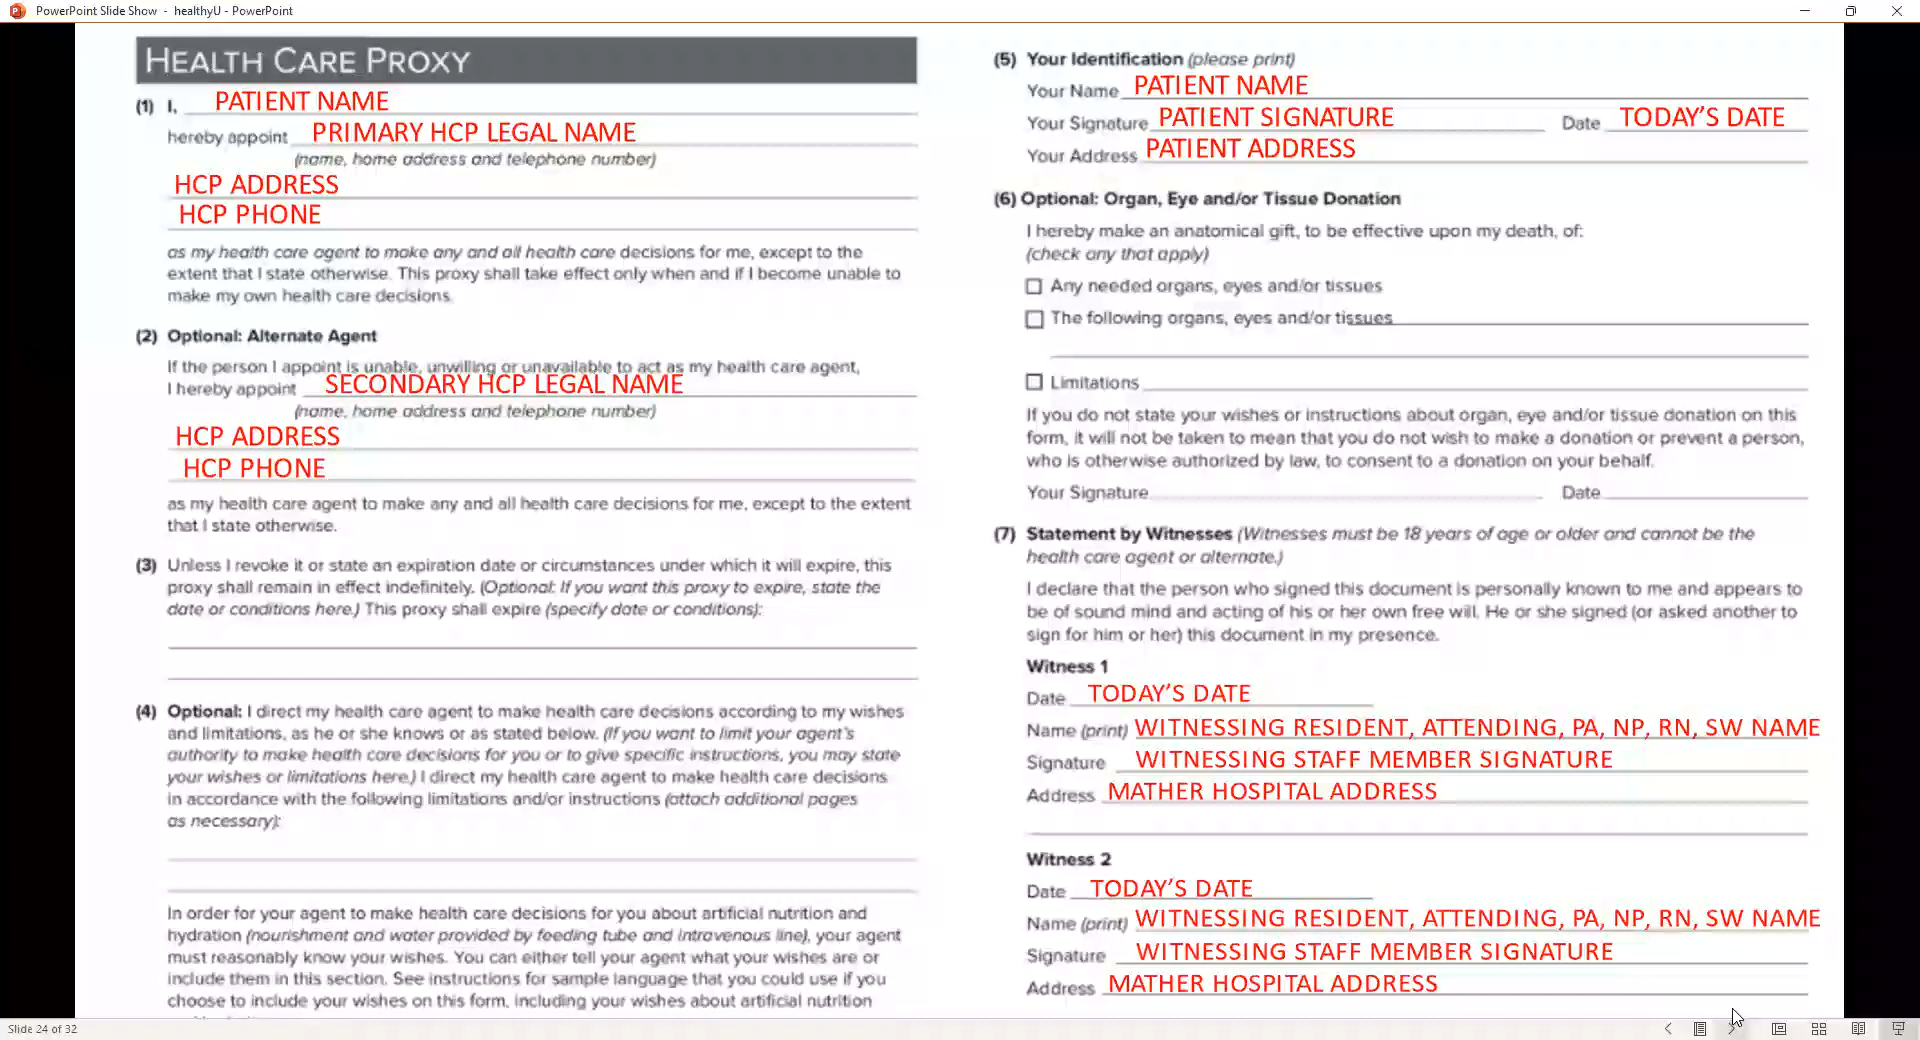 PowerPoint Slide Show - healthyU - PowerPoint
HEALTH CARE PROXY
(1) I, PATIENT NAME
hereby appoint PRIMARY HCP LEGAL NAME
(name, home address and telephone number)
HCP ADDRESS
HCP PHONE
as my health care agent to make any and all health care decisions for me, except to the
extent that I state otherwise. This proxy shall take effect only when and if I become unable to
make my own health care decisions.
(2) Optional: Alternate Agent
If the person I appoint is unable, unwilling or unavailable to act as my health care agent,
I hereby appoint SECONDARY HCP LEGAL NAME
(name, home address and telephone number)
HCP ADDRESS
HCP PHONE
as my health care agent to make any and all health care decisions for me, except to the extent
that I state otherwise.
(3) Unless I revoke it or state an expiration date or circumstances under which it will expire, this
proxy shall remain in effect indefinitely. (Optional: If you want this proxy to expire, state the
date or conditions here.) This proxy shall expire (specify date or conditions):
(4) Optional: I direct my health care agent to make health care decisions according to my wishes
and limitations, as he or she knows or as stated below. (If you want to limit your agent's
authority to make health care decisions for you or to give specific instructions, you may state
your wishes or limitations here.) I direct my health care agent to make health care decisions
in accordance with the following limitations and/or instructions (attach additional pages
as necessary):
In order for your agent to make health care decisions for you about artificial nutrition and
hydration (nourishment and water provided by feeding tube and intravenous line), your agent
must reasonably know your wishes. You can either tell your agent what your wishes are or
include them in this section. See instructions for sample language that you could use if you
choose to include your wishes on this form, including your wishes about artificial nutrition
(5) Your Identification (please print)
Your Name PATIENT NAME
Your Signature PATIENT SIGNATURE Date TODAY'S DATE
Your Address PATIENT ADDRESS
(6) Optional: Organ, Eye and/or Tissue Donation
I hereby make an anatomical gift, to be effective upon my death, of:
(check any that apply)
Any needed organs, eyes and/or tissues
The following organs, eyes and/or tissues
Limitations
If you do not state your wishes or instructions about organ, eye and/or tissue donation on this
form, it will not be taken to mean that you do not wish to make a donation or prevent a person,
who is otherwise authorized by law, to consent to a donation on your behalf.
Your Signature Date
(7) Statement by Witnesses (Witnesses must be 18 years of age or older and cannot be the
health care agent or alternate.)
I declare that the person who signed this document is personally known to me and appears to
be of sound mind and acting of his or her own free will. He or she signed (or asked another to
sign for him or her) this document in my presence.
Witness 1
Date TODAY'S DATE
Name (print) WITNESSING RESIDENT, ATTENDING, PA, NP, RN, SW NAME
Signature WITNESSING STAFF MEMBER SIGNATURE
Address MATHER HOSPITAL ADDRESS
Witness 2
Date TODAY'S DATE
Name (print) WITNESSING RESIDENT, ATTENDING, PA, NP, RN, SW NAME
Signature WITNESSING STAFF MEMBER SIGNATURE
Address MATHER HOSPITAL ADDRESS
Slide 24 of 32